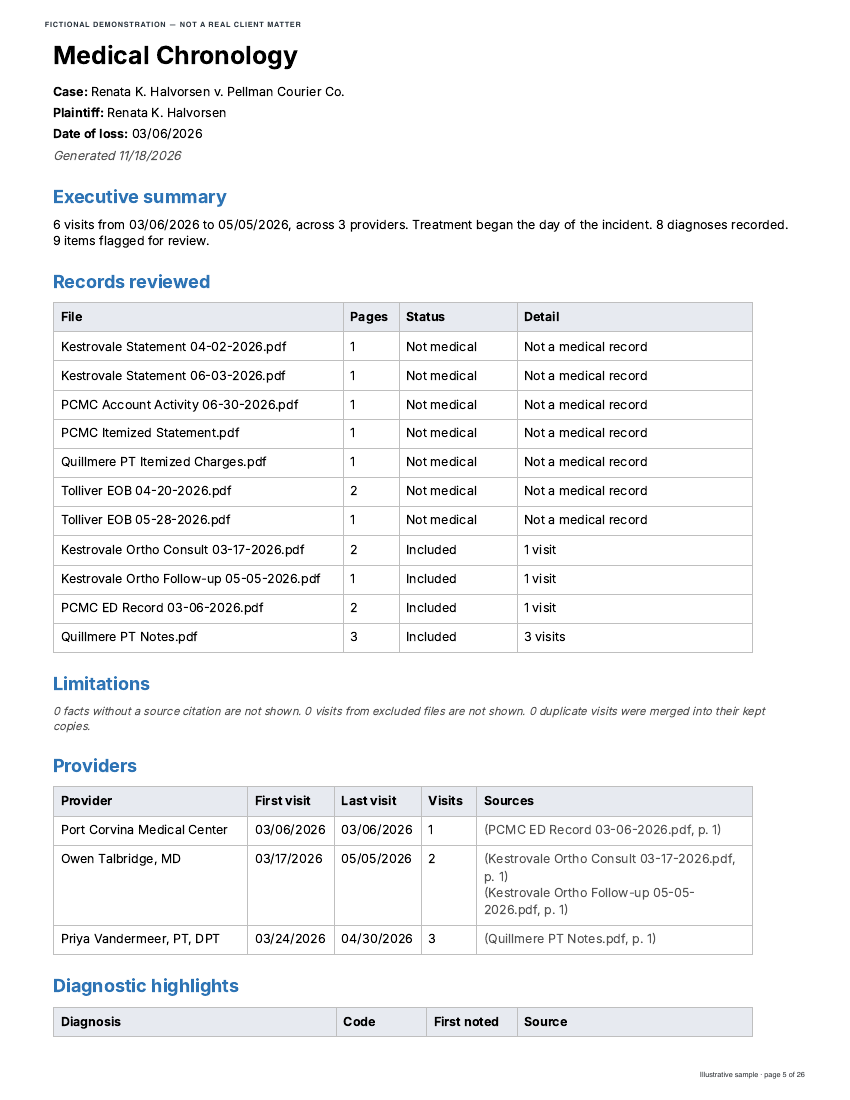 FICTIONAL DEMONSTRATION — NOT A REAL CLIENT MATTER
Medical Chronology
Case: Renata K. Halvorsen v. Pellman Courier Co.
Plaintiff: Renata K. Halvorsen
Date of loss: 03/06/2026
Generated 11/18/2026
Executive summary
6 visits from 03/06/2026 to 05/05/2026, across 3 providers. Treatment began the day of the incident. 8 diagnoses recorded.
9 items flagged for review.
Records reviewed
File Pages Status Detail
Kestrovale Statement 04-02-2026.pdf 1 Not medical Not a medical record
Kestrovale Statement 06-03-2026.pdf 1 Not medical Not a medical record
PCMC Account Activity 06-30-2026.pdf 1 Not medical Not a medical record
PCMC Itemized Statement.pdf 1 Not medical Not a medical record
Quillmere PT Itemized Charges.pdf 1 Not medical Not a medical record
Tolliver EOB 04-20-2026.pdf 2 Not medical Not a medical record
Tolliver EOB 05-28-2026.pdf 1 Not medical Not a medical record
Kestrovale Ortho Consult 03-17-2026.pdf 2 Included 1 visit
Kestrovale Ortho Follow-up 05-05-2026.pdf 1 Included 1 visit
PCMC ED Record 03-06-2026.pdf 2 Included 1 visit
Quillmere PT Notes.pdf 3 Included 3 visits
Limitations
0 facts without a source citation are not shown. 0 visits from excluded files are not shown. 0 duplicate visits were merged into their kept
copies.
Providers
Provider First visit Last visit Visits Sources
Port Corvina Medical Center 03/06/2026 03/06/2026 1 (PCMC ED Record 03-06-2026.pdf, p. 1)
Owen Talbridge, MD 03/17/2026 05/05/2026 2 (Kestrovale Ortho Consult 03-17-2026.pdf,
p. 1)
(Kestrovale Ortho Follow-up 05-05-
2026.pdf, p. 1)
Priya Vandermeer, PT, DPT 03/24/2026 04/30/2026 3 (Quillmere PT Notes.pdf, p. 1)
Diagnostic highlights
Diagnosis Code First noted Source
Illustrative sample · page 5 of 26